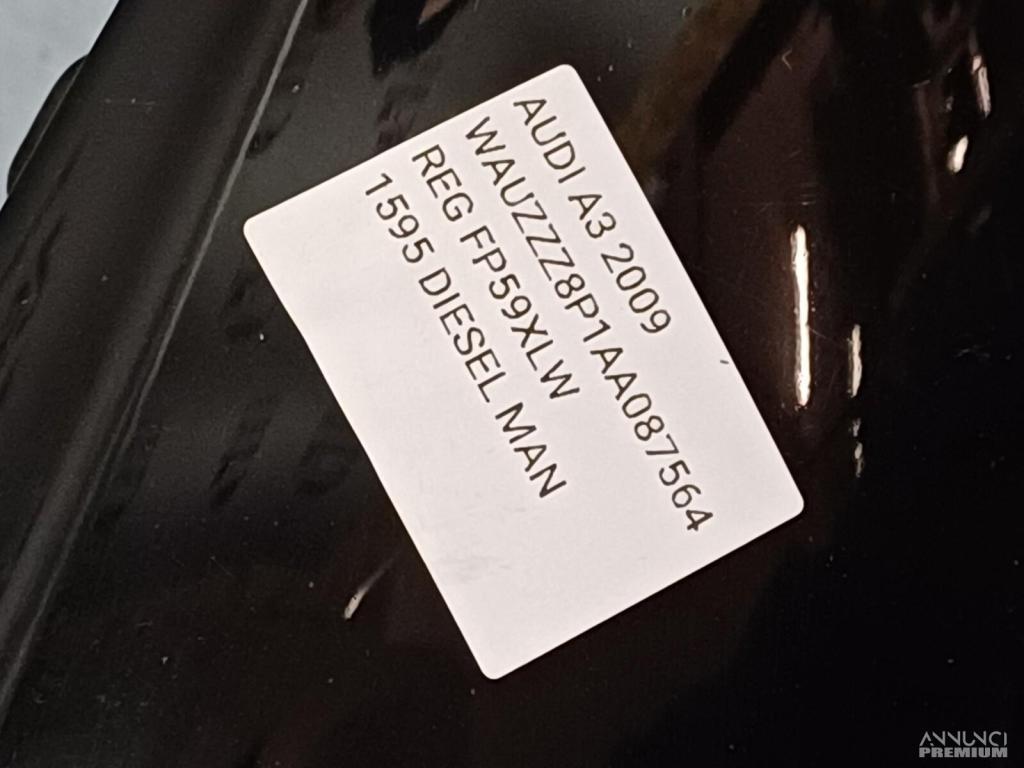 AUDI A3 2009
WAUZZZ8P1AA087564
REG FP59XLW
1595 DIESEL MAN
ANNUNCI
PREMIUM